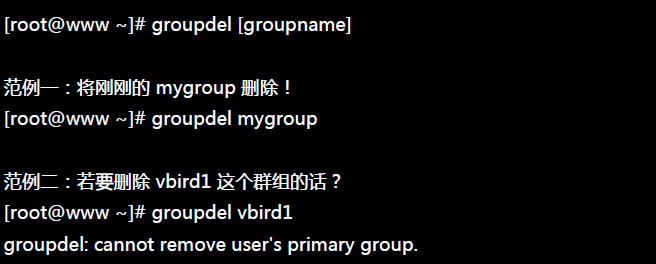 [root@www ~]# groupdel [groupname]
范例一：将刚刚的 mygroup 删除！
[root@www ~]# groupdel mygroup
范例二：若要删除 vbird1 这个群组的话？
[root@www ~]# groupdel vbird1
groupdel: cannot remove user's primary group.